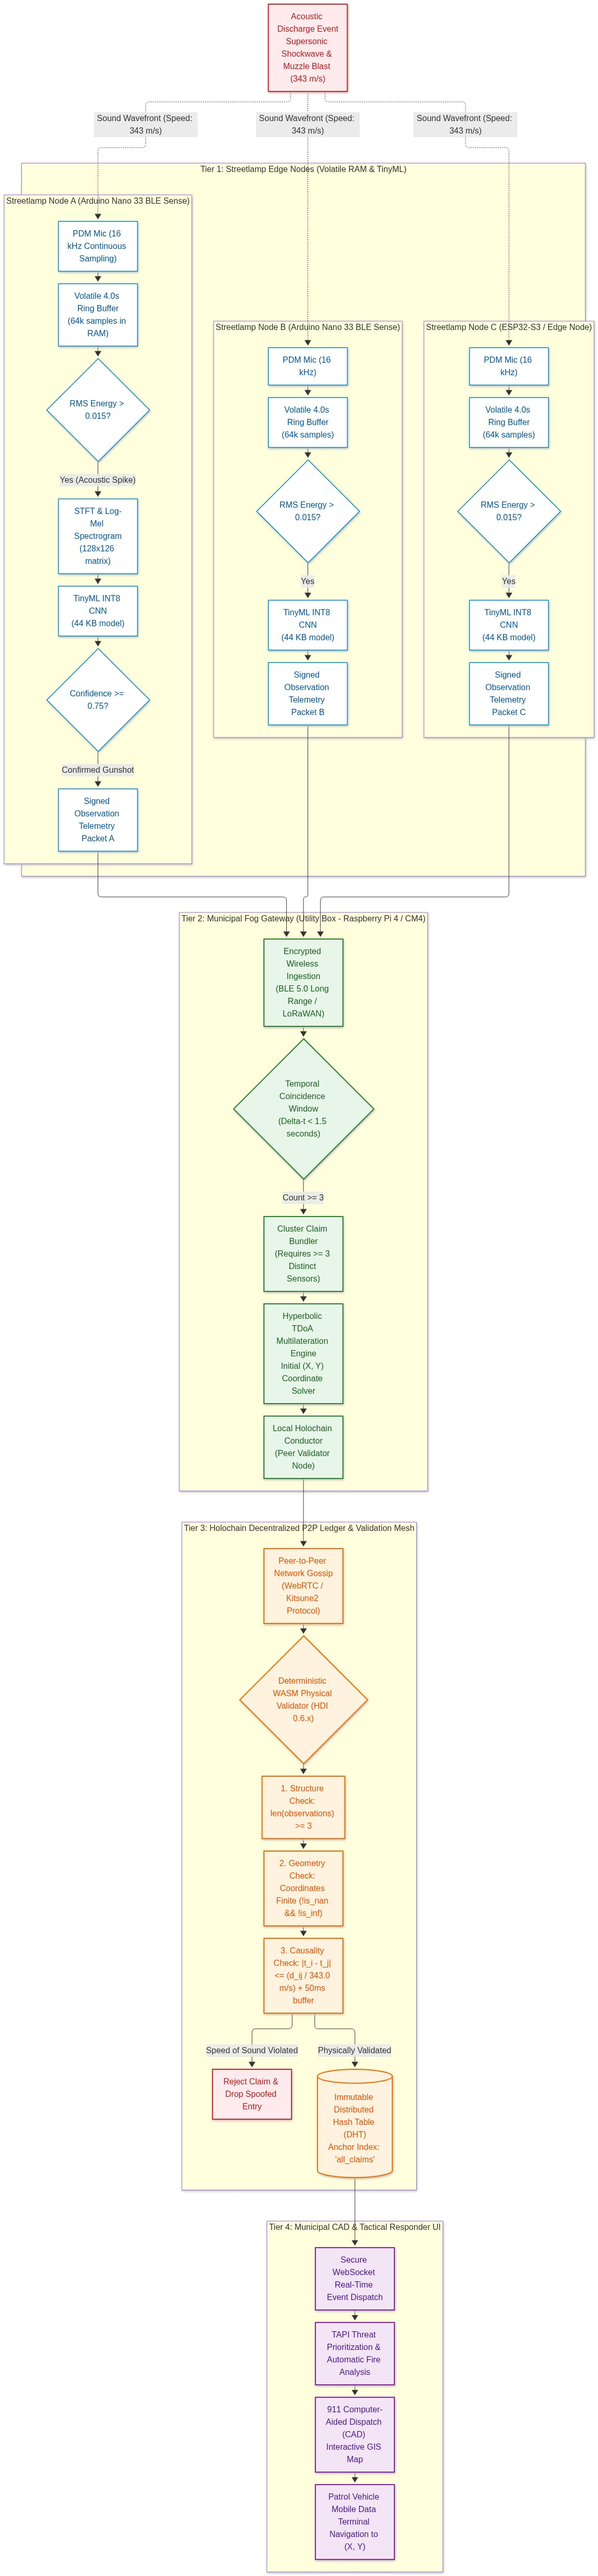 Acoustic
Discharge Event
Supersonic
Shockwave &
Muzzle Blast
(343 m/s)
Sound Wavefront (Speed:
343 m/s)
Sound Wavefront (Speed:
343 m/s)
Sound Wavefront (Speed:
343 m/s)
Tier 1: Streetlamp Edge Nodes (Volatile RAM & TinyML)
Streetlamp Node A (Arduino Nano 33 BLE Sense)
PDM Mic (16
kHz Continuous
Sampling)
Volatile 4.0s
Ring Buffer
(64k samples in
RAM)
RMS Energy >
0.015?
Yes (Acoustic Spike)
STFT & Log-
Mel
Spectrogram
(128x126
matrix)
TinyML INT8
CNN
(44 KB model)
Confidence >=
0.75?
Confirmed Gunshot
Signed
Observation
Telemetry
Packet A
Streetlamp Node B (Arduino Nano 33 BLE Sense)
PDM Mic (16
kHz)
Volatile 4.0s
Ring Buffer
(64k samples)
RMS Energy >
0.015?
Yes
TinyML INT8
CNN
(44 KB model)
Signed
Observation
Telemetry
Packet B
Streetlamp Node C (ESP32-S3 / Edge Node)
PDM Mic (16
kHz)
Volatile 4.0s
Ring Buffer
(64k samples)
RMS Energy >
0.015?
Yes
TinyML INT8
CNN
(44 KB model)
Signed
Observation
Telemetry
Packet C
Tier 2: Municipal Fog Gateway (Utility Box - Raspberry Pi 4 / CM4)
Encrypted
Wireless
Ingestion
(BLE 5.0 Long
Range /
LoRaWAN)
Temporal
Coincidence
Window
(Delta-t < 1.5
seconds)
Count >= 3
Cluster Claim
Bundler
(Requires >= 3
Distinct
Sensors)
Hyperbolic
TDoA
Multilateration
Engine
Initial (X, Y)
Coordinate
Solver
Local Holochain
Conductor
(Peer Validator
Node)
Tier 3: Holochain Decentralized P2P Ledger & Validation Mesh
Peer-to-Peer
Network Gossip
(WebRTC /
Kitsune2
Protocol)
Deterministic
WASM Physical
Validator (HDI
0.6.x)
1. Structure
Check:
len(observations)
>= 3
2. Geometry
Check:
Coordinates
Finite (!is_nan
&& !is_inf)
3. Causality
Check: |t_i - t_j|
<= (d_ij / 343.0
m/s) + 50ms
buffer
Speed of Sound Violated
Physically Validated
Reject Claim &
Drop Spoofed
Entry
Immutable
Distributed
Hash Table
(DHT)
Anchor Index:
'all_claims'
Tier 4: Municipal CAD & Tactical Responder UI
Secure
WebSocket
Real-Time
Event Dispatch
TAPI Threat
Prioritization &
Automatic Fire
Analysis
911 Computer-
Aided Dispatch
(CAD)
Interactive GIS
Map
Patrol Vehicle
Mobile Data
Terminal
Navigation to
(X, Y)